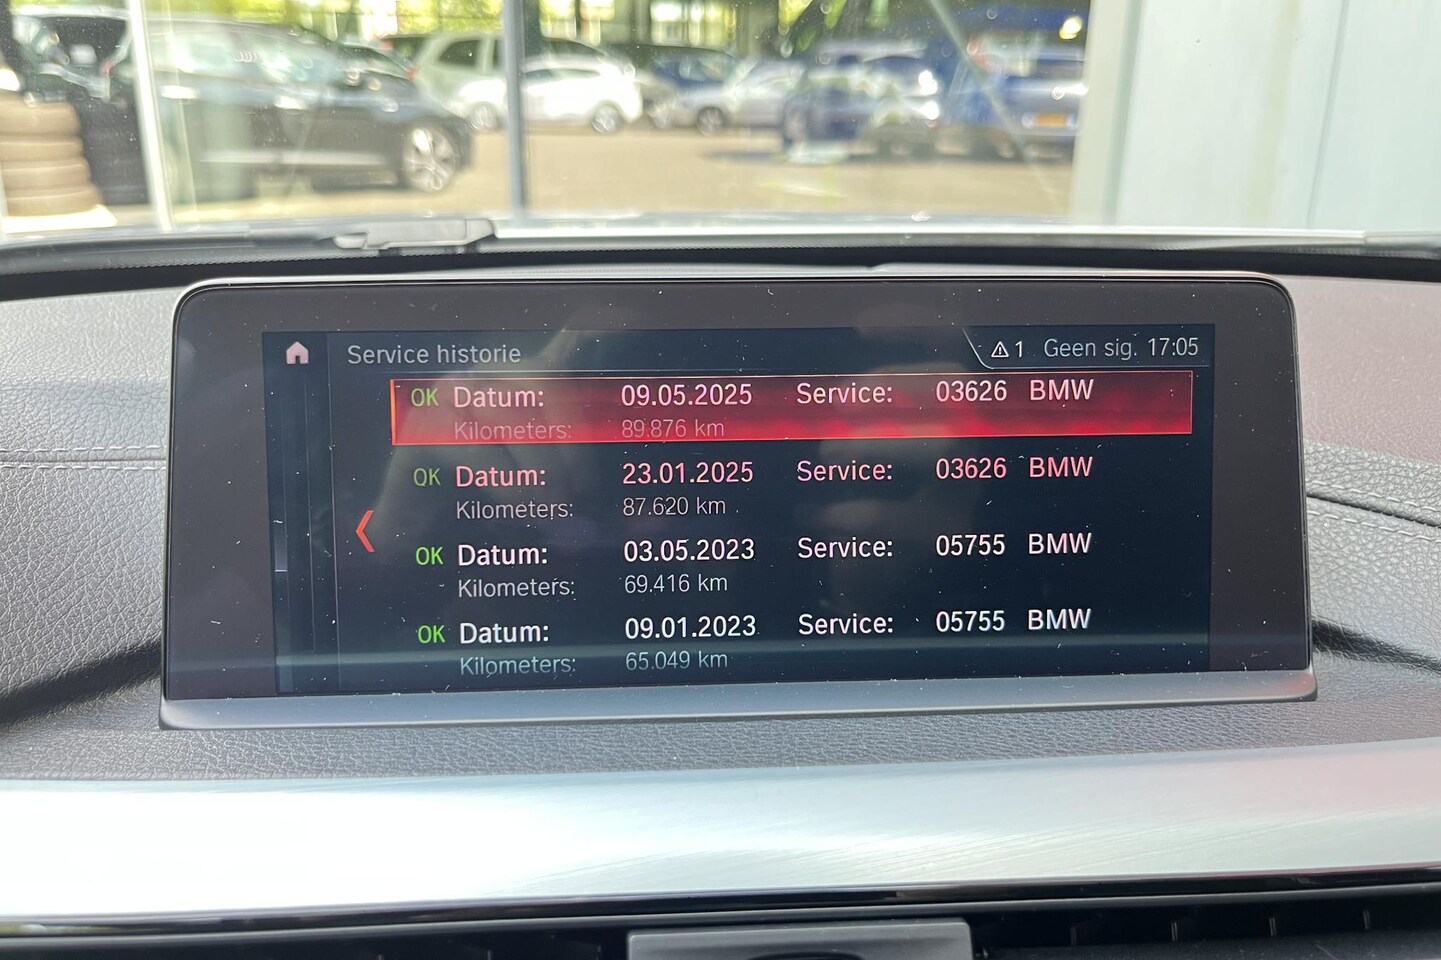 Service historie
1 Geen sig. 17:05
OK Datum: 09.05.2025 Service: 03626 BMW
Kilometers: 89.876 km
OK Datum: 23.01.2025 Service: 03626 BMW
Kilometers: 87.620 km
OK Datum: 03.05.2023 Service: 05755 BMW
Kilometers: 69.416 km
OK Datum: 09.01.2023 Service: 05755 BMW
Kilometers: 65.049 km